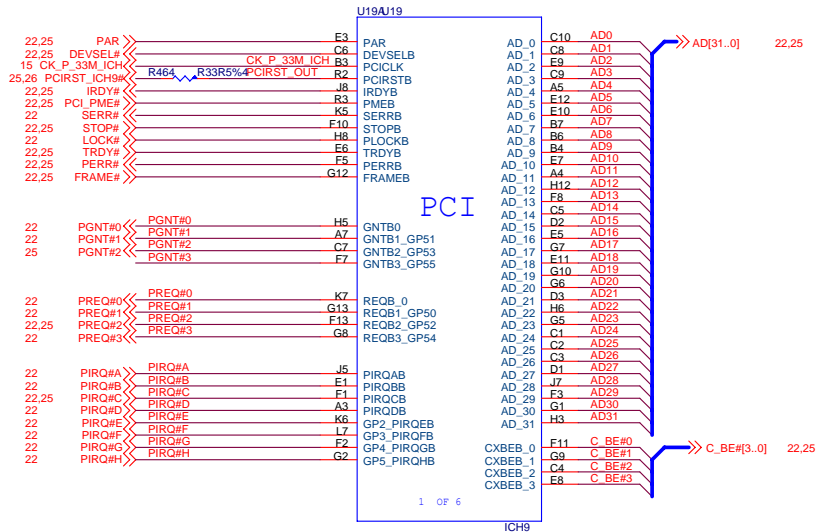 U19A U19
22,25 PAR E3 PAR AD_0 C10 AD0 AD[31..0] 22,25
22,25 DEVSEL# C6 DEVSELB AD_1 C8 AD1
15 CK_P_33M_ICH CK_P_33M_ICH B3 PCICLK AD_2 E9 AD2
25,26 PCIRST_ICH9# R464 R33R5%4 PCIRST_OUT R2 PCIRSTB AD_3 C9 AD3
22,25 IRDY# J8 IRDYB AD_4 A5 AD4
22,25 PCI_PME# R3 PMEB AD_5 E12 AD5
22 SERR# K5 SERRB AD_6 E10 AD6
22,25 STOP# F10 STOPB AD_7 B7 AD7
22 LOCK# H8 PLOCKB AD_8 B6 AD8
22,25 TRDY# E6 TRDYB AD_9 B4 AD9
22,25 PERR# F5 PERRB AD_10 E7 AD10
22,25 FRAME# G12 FRAMEB AD_11 A4 AD11
AD_12 H12 AD12
AD_13 F8 AD13
PCI
AD_14 C5 AD14
22 PGNT#0 PGNT#0 H5 GNTB0 AD_15 D2 AD15
22 PGNT#1 PGNT#1 A7 GNTB1_GP51 AD_16 E5 AD16
25 PGNT#2 PGNT#2 C7 GNTB2_GP53 AD_17 G7 AD17
PGNT#3 F7 GNTB3_GP55 AD_18 E11 AD18
AD_19 G10 AD19
AD_20 G6 AD20
22 PREQ#0 PREQ#0 K7 REQB_0 AD_21 D3 AD21
22 PREQ#1 PREQ#1 G13 REQB1_GP50 AD_22 H6 AD22
22,25 PREQ#2 PREQ#2 F13 REQB2_GP52 AD_23 G5 AD23
22 PREQ#3 PREQ#3 G8 REQB3_GP54 AD_24 C1 AD24
AD_25 C2 AD25
AD_26 C3 AD26
22 PIRQ#A PIRQ#A J5 PIRQAB AD_27 D1 AD27
22 PIRQ#B PIRQ#B E1 PIRQBB AD_28 J7 AD28
22,25 PIRQ#C PIRQ#C F1 PIRQCB AD_29 F3 AD29
22 PIRQ#D PIRQ#D A3 PIRQDB AD_30 G1 AD30
22 PIRQ#E PIRQ#E K6 GP2_PIRQEB AD_31 H3 AD31
22 PIRQ#F PIRQ#F L7 GP3_PIRQFB
22 PIRQ#G PIRQ#G F2 GP4_PIRQGB CXBEB_0 F11 C_BE#0 C_BE#[3..0] 22,25
22 PIRQ#H PIRQ#H G2 GP5_PIRQHB CXBEB_1 G9 C_BE#1
CXBEB_2 C4 C_BE#2
CXBEB_3 E8 C_BE#3
1 OF 6
ICH9